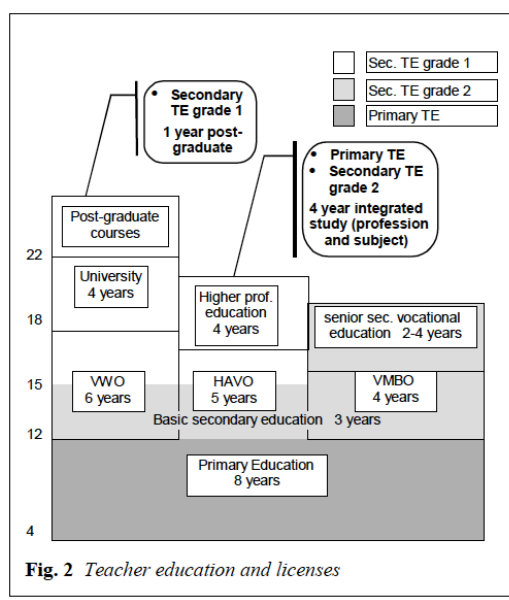 Sec. TE grade 1
Sec. TE grade 2
Primary TE
• Secondary
TE grade 1
1 year post-
graduate
• Primary TE
• Secondary TE
grade 2
4 year integrated
study (profession
and subject)
Post-graduate
courses
22
University
4 years
Higher prof.
education
4 years
18
senior sec. vocational
education 2-4 years
15
VWO
6 years
HAVO
5 years
VMBO
4 years
Basic secondary education 3 years
12
Primary Education
8 years
4
Fig. 2 Teacher education and licenses